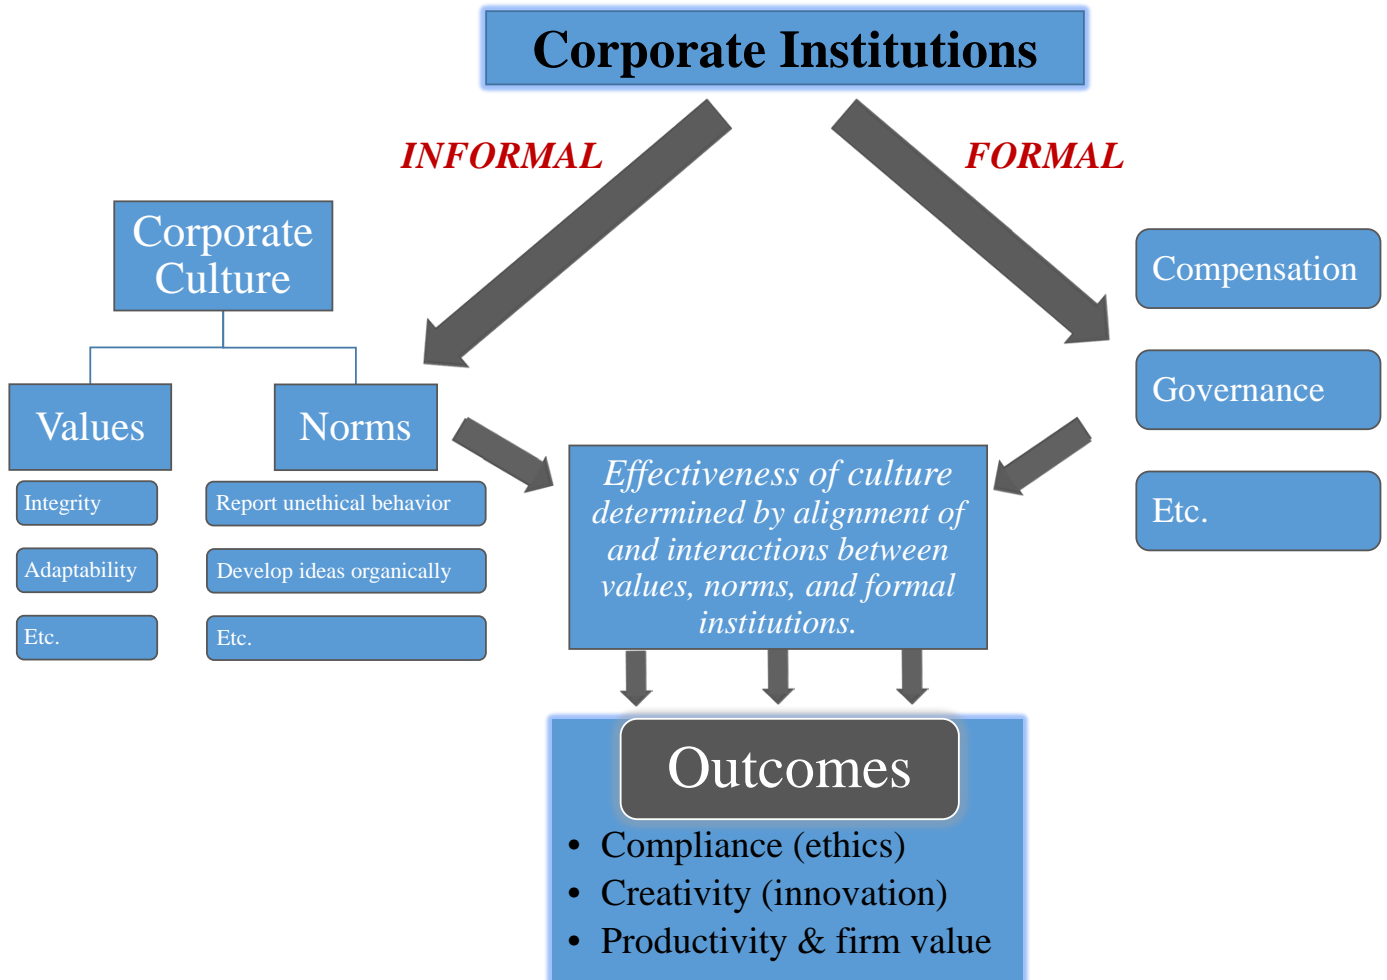 Corporate Institutions
INFORMAL
FORMAL
Corporate
Culture
Values
Norms
Integrity
Adaptability
Etc.
Report unethical behavior
Develop ideas organically
Etc.
Compensation
Governance
Etc.
Effectiveness of culture
determined by alignment of
and interactions between
values, norms, and formal
institutions.
Outcomes
• Compliance (ethics)
• Creativity (innovation)
• Productivity & firm value